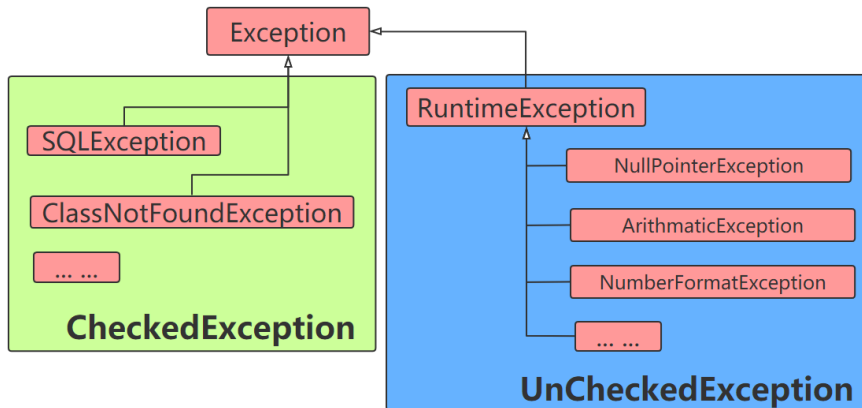 Exception
SQLException
ClassNotFoundException
... ...
CheckedException
RuntimeException
NullPointerException
ArithmaticException
NumberFormatException
... ...
UnCheckedException